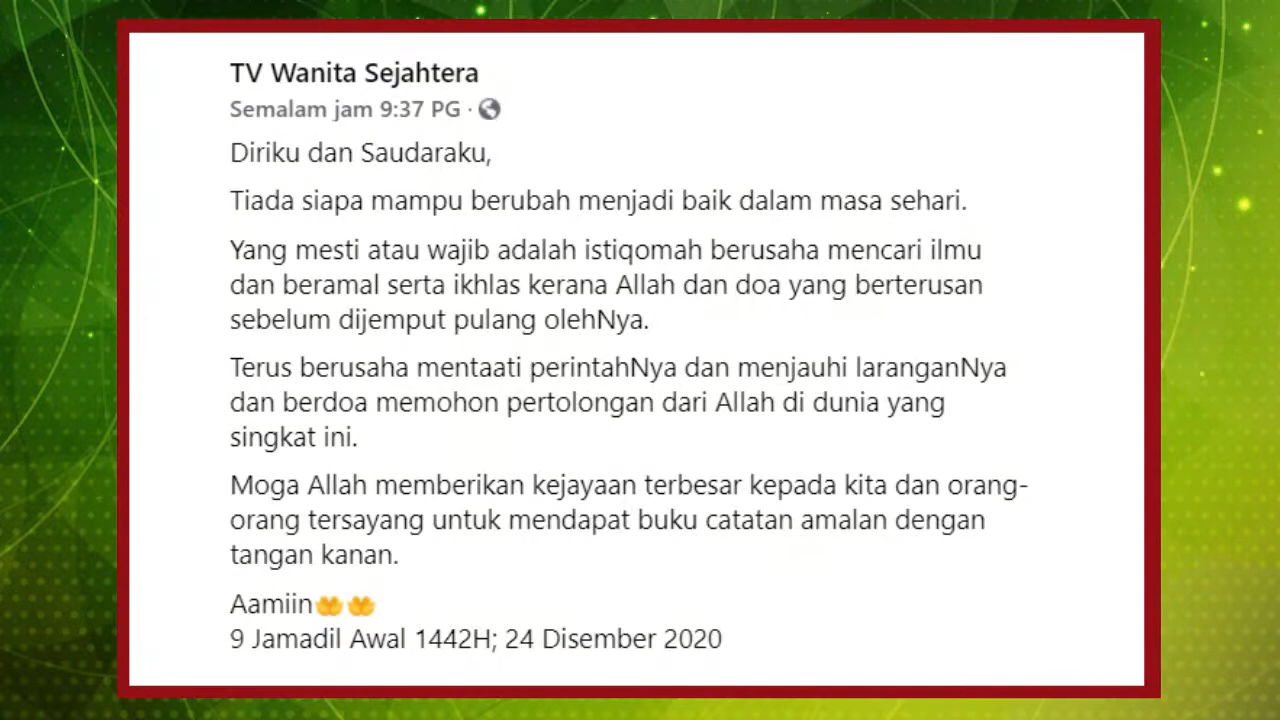 TV Wanita Sejahtera
Semalam jam 9:37 PG ·
Diriku dan Saudaraku,
Tiada siapa mampu berubah menjadi baik dalam masa sehari.
Yang mesti atau wajib adalah istiqomah berusaha mencari ilmu
dan beramal serta ikhlas kerana Allah dan doa yang berterusan
sebelum dijemput pulang olehNya.
Terus berusaha mentaati perintahNya dan menjauhi laranganNya
dan berdoa memohon pertolongan dari Allah di dunia yang
singkat ini.
Moga Allah memberikan kejayaan terbesar kepada kita dan orang-
orang tersayang untuk mendapat buku catatan amalan dengan
tangan kanan.
Aamiin🤲🤲
9 Jamadil Awal 1442H; 24 Disember 2020